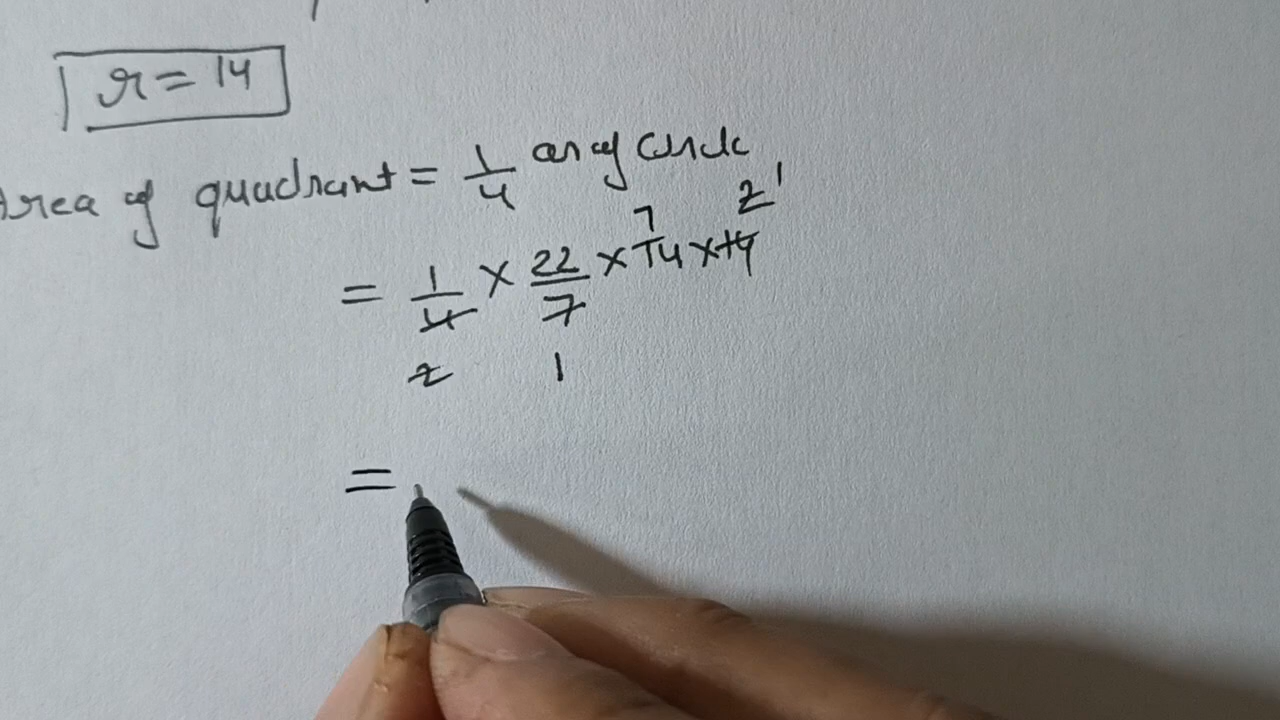 r = 14
Area of quadrant = 1/4 ar of circle
= 1/4 × 22/7 × 14 × 14
7 2 1
2 1
=